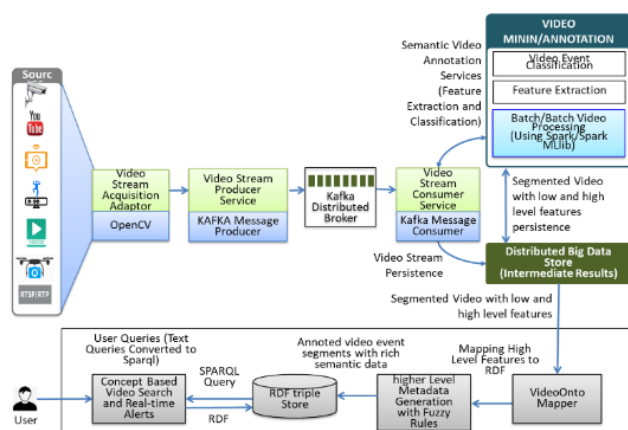 Sourc
You
Tube
RTSP/RTP
Video
Stream
Acquisition
Adaptor
OpenCV
Video Stream
Producer
Service
KAFKA Message
Producer
Kafka
Distributed
Broker
Video
Stream
Consumer
Service
Kafka Message
Consumer
Semantic Video
Annotation
Services
(Feature
Extraction and
Classification)
VIDEO
MININ/ANNOTATION
Video Event
Classification
Feature Extraction
Batch/Batch Video
Processing
(Using Spark/Spark
MLlib)
Segmented Video
with low and high
level features
persistence
Video Stream
Persistence
Distributed Big Data
Store
(Intermediate Results)
Segmented Video with low and
high level features
User Queries (Text
Queries Converted to
Sparql)
Annoted video event
segments with rich
semantic data
Mapping High
Level Features to
RDF
SPARQL
Query
RDF
User
Concept Based
Video Search
and Real-time
Alerts
RDF triple
Store
higher Level
Metadata
Generation
with Fuzzy
Rules
VideoOnto
Mapper